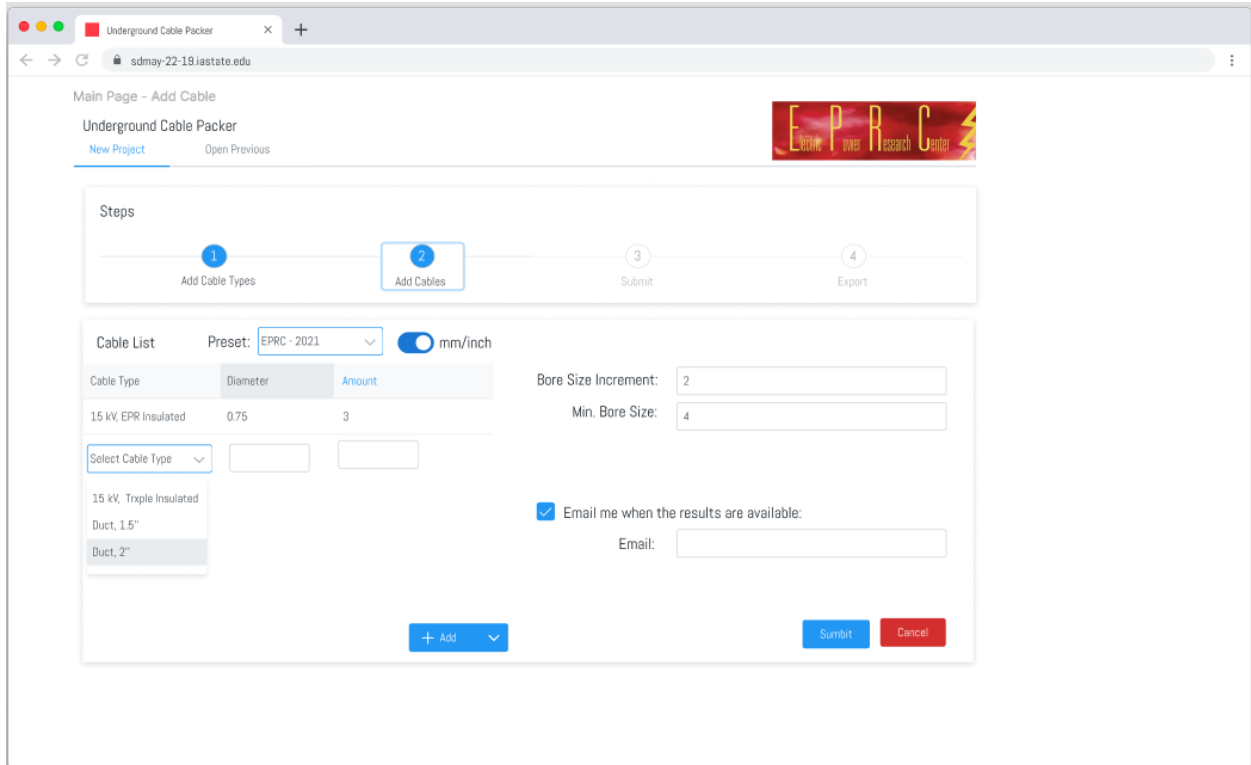 Underground Cable Packer
sdmay-22-19.iastate.edu
Main Page - Add Cable
Underground Cable Packer
New Project Open Previous
Electric Power Research Center
Steps
1 2 3 4
Add Cable Types Add Cables Submit Export
Cable List Preset: EPRC - 2021 mm/inch
Cable Type Diameter Amount
15 kV, EPR Insulated 0.75 3
Select Cable Type
15 kV, Trxple Insulated
Duct, 1.5"
Duct, 2"
Bore Size Increment: 2
Min. Bore Size: 4
Email me when the results are available:
Email:
+ Add
Sumbit Cancel